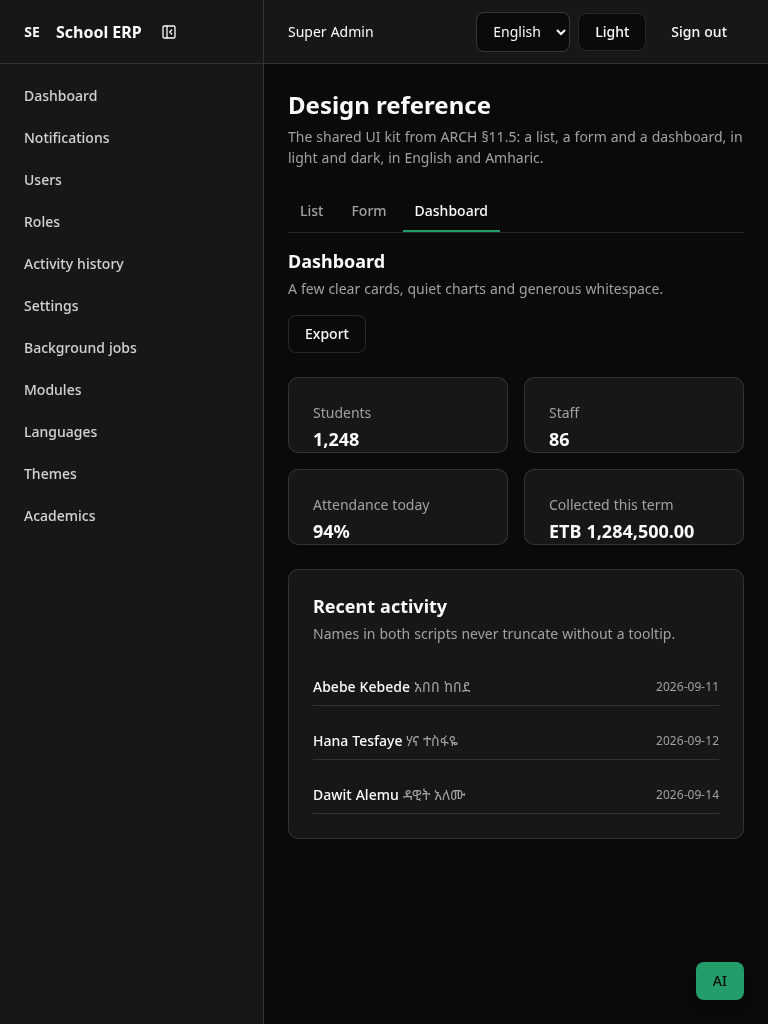 SE School ERP
Super Admin
English
Light
Sign out
Dashboard
Notifications
Users
Roles
Activity history
Settings
Background jobs
Modules
Languages
Themes
Academics
Design reference
The shared UI kit from ARCH §11.5: a list, a form and a dashboard, in
light and dark, in English and Amharic.
List
Form
Dashboard
Dashboard
A few clear cards, quiet charts and generous whitespace.
Export
Students
1,248
Staff
86
Attendance today
94%
Collected this term
ETB 1,284,500.00
Recent activity
Names in both scripts never truncate without a tooltip.
Abebe Kebede አበበ ከበደ 2026-09-11
Hana Tesfaye ሃና ተስፋዬ 2026-09-12
Dawit Alemu ዳዊት አለሙ 2026-09-14
AI